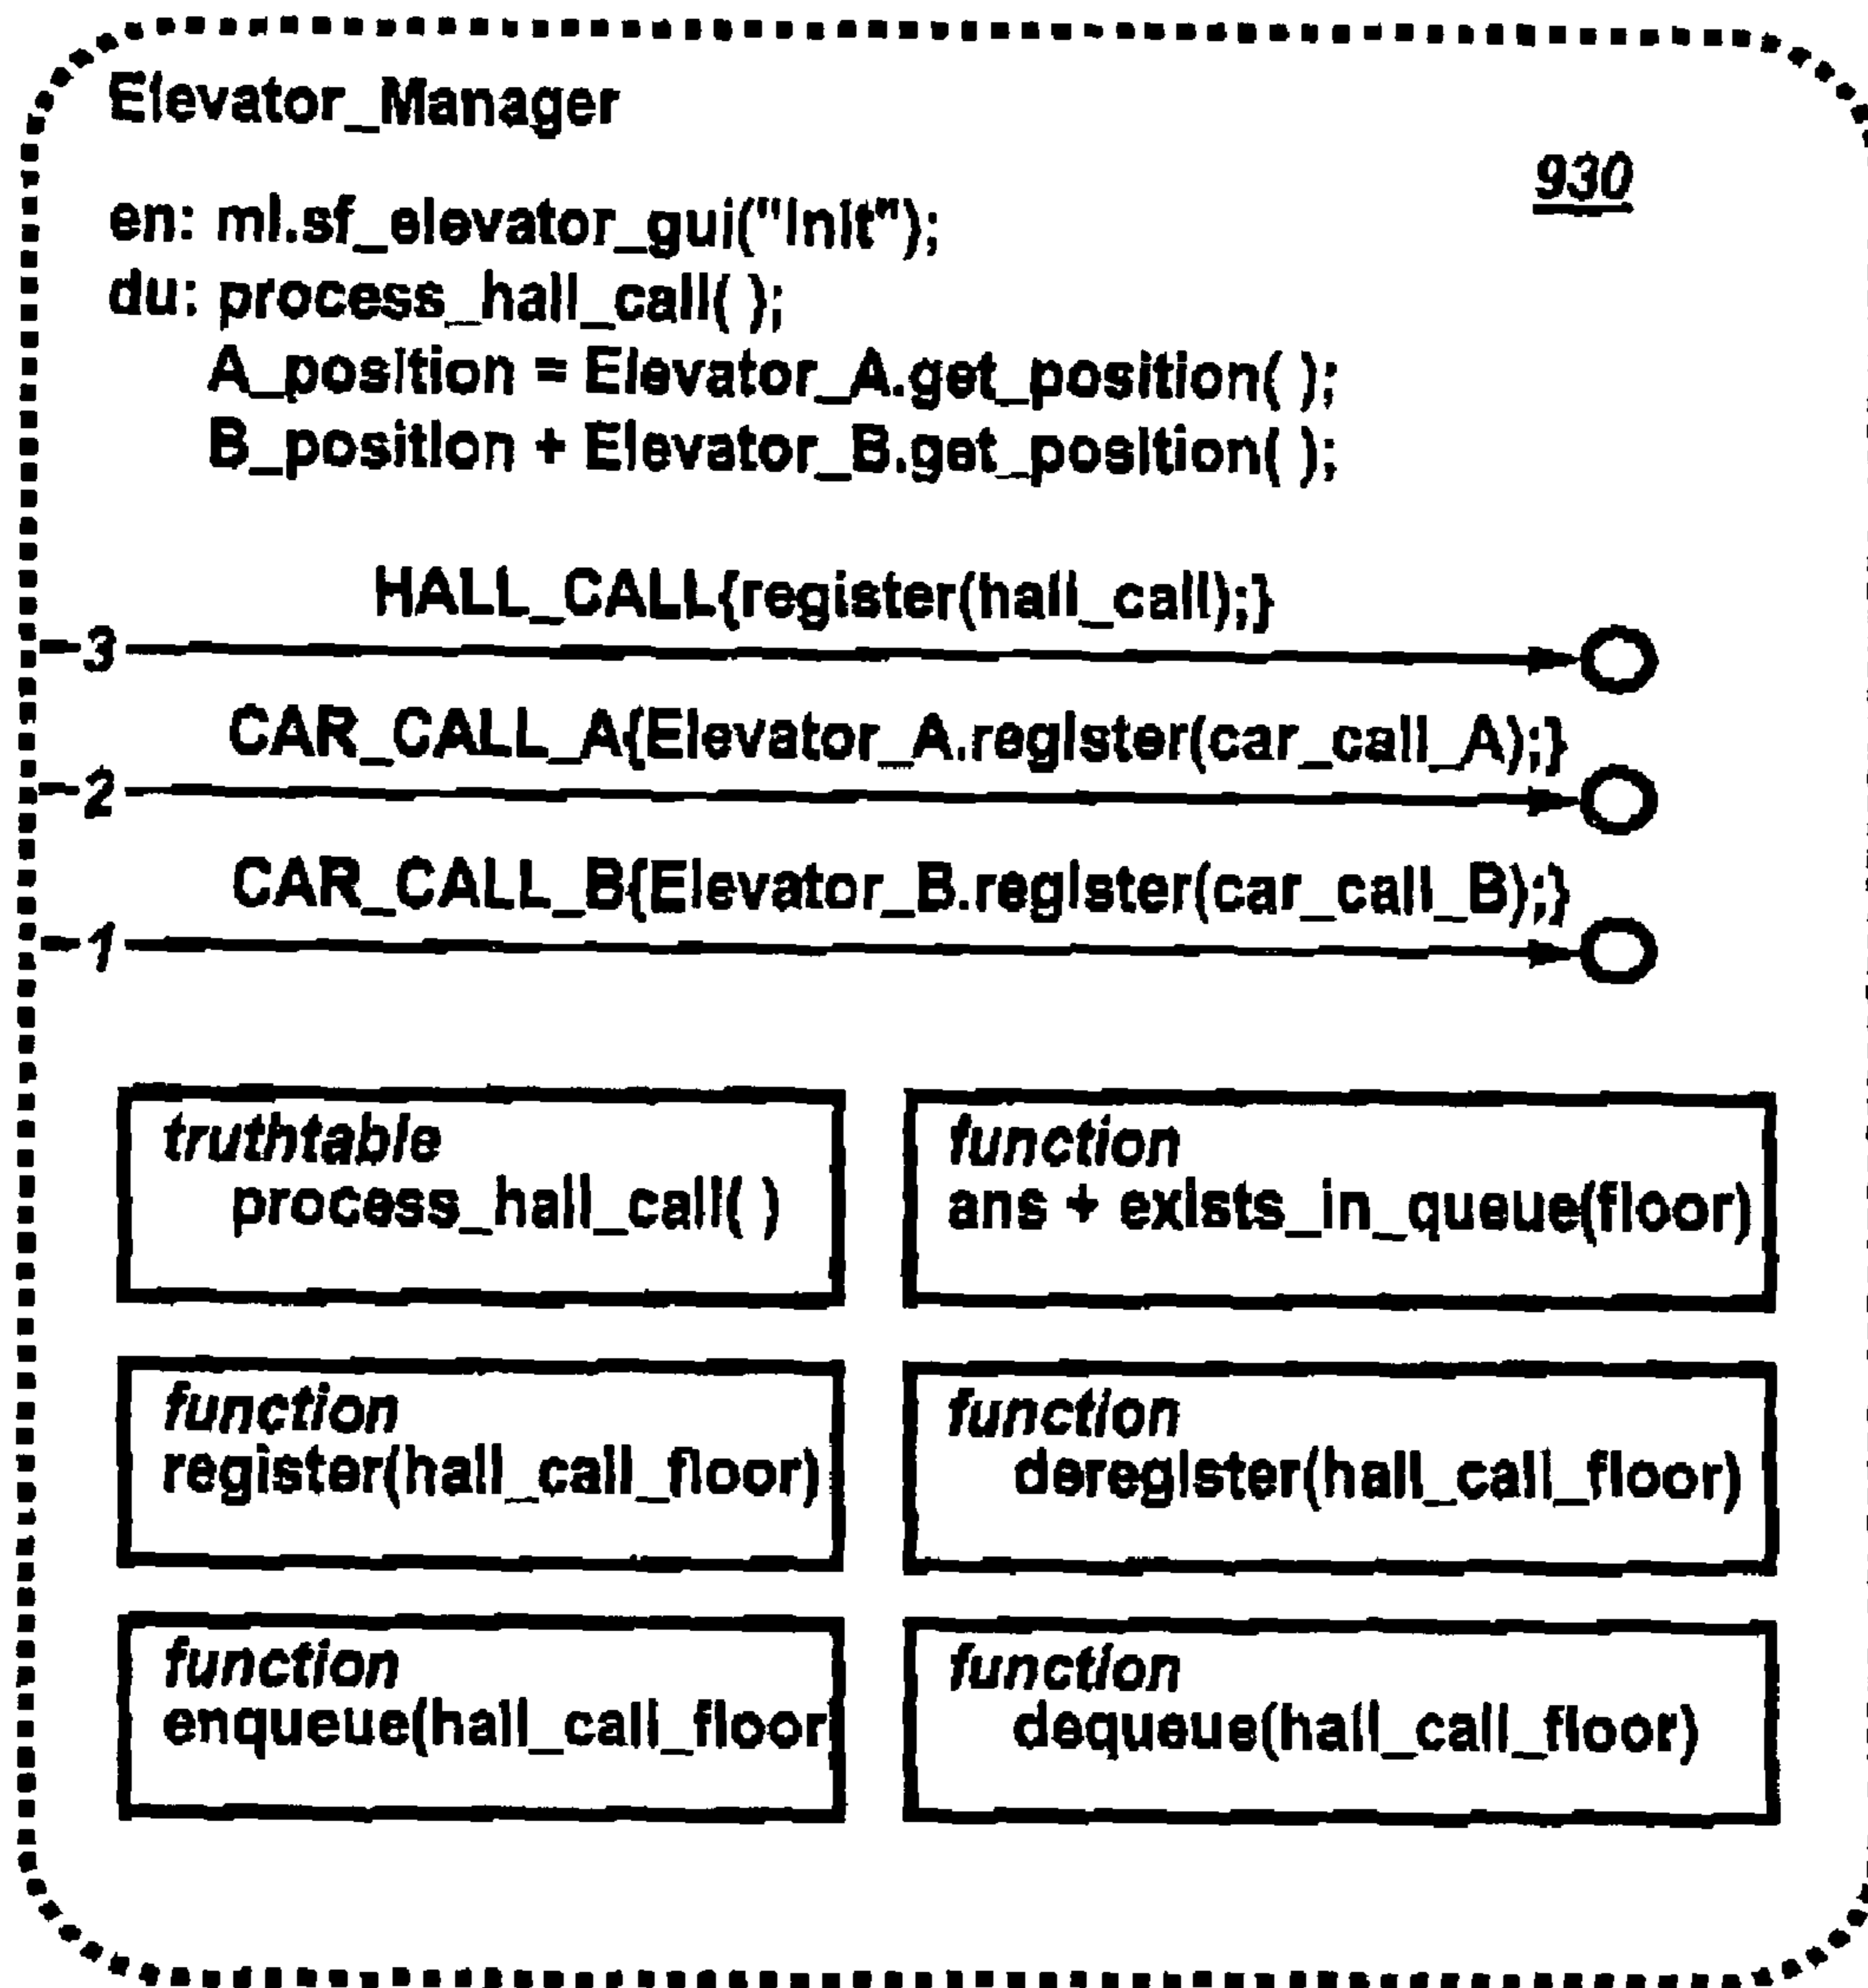 Elevator_Manager
930
en: ml.sf_elevator_gui("Init");
du: process_hall_call( );
A_position = Elevator_A.get_position( );
B_position + Elevator_B.get_position( );
HALL_CALL{register(hall_call);}
3
CAR_CALL_A{Elevator_A.register(car_call_A);}
2
CAR_CALL_B{Elevator_B.register(car_call_B);}
1
truthtable
process_hall_call( )
function
ans + exists_in_queue(floor)
function
register(hall_call_floor)
function
deregister(hall_call_floor)
function
enqueue(hall_call_floor
function
dequeue(hall_call_floor)